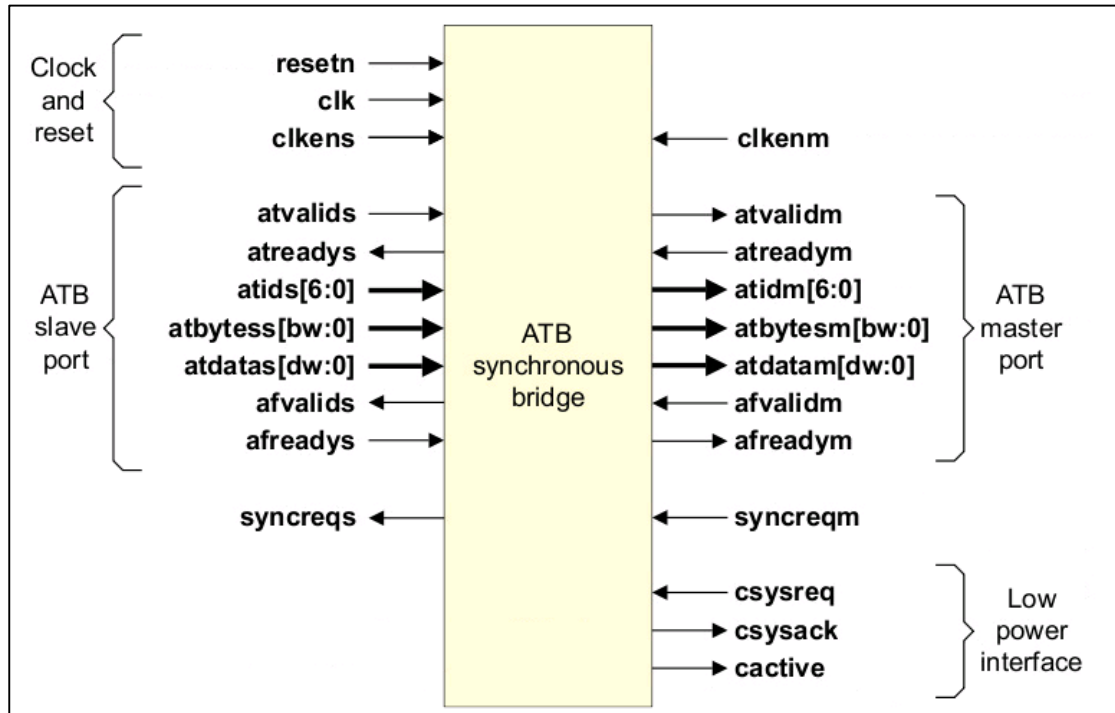 Clock
and
reset
resetn
clk
clkens
clkenm
ATB
slave
port
atvalids
atreadys
atids[6:0]
atbytess[bw:0]
atdatas[dw:0]
afvalids
afreadys
syncreqs
ATB
synchronous
bridge
atvalidm
atreadym
atidm[6:0]
atbytesm[bw:0]
atdatam[dw:0]
afvalidm
afreadym
ATB
master
port
syncreqm
csysreq
csysack
cactive
Low
power
interface